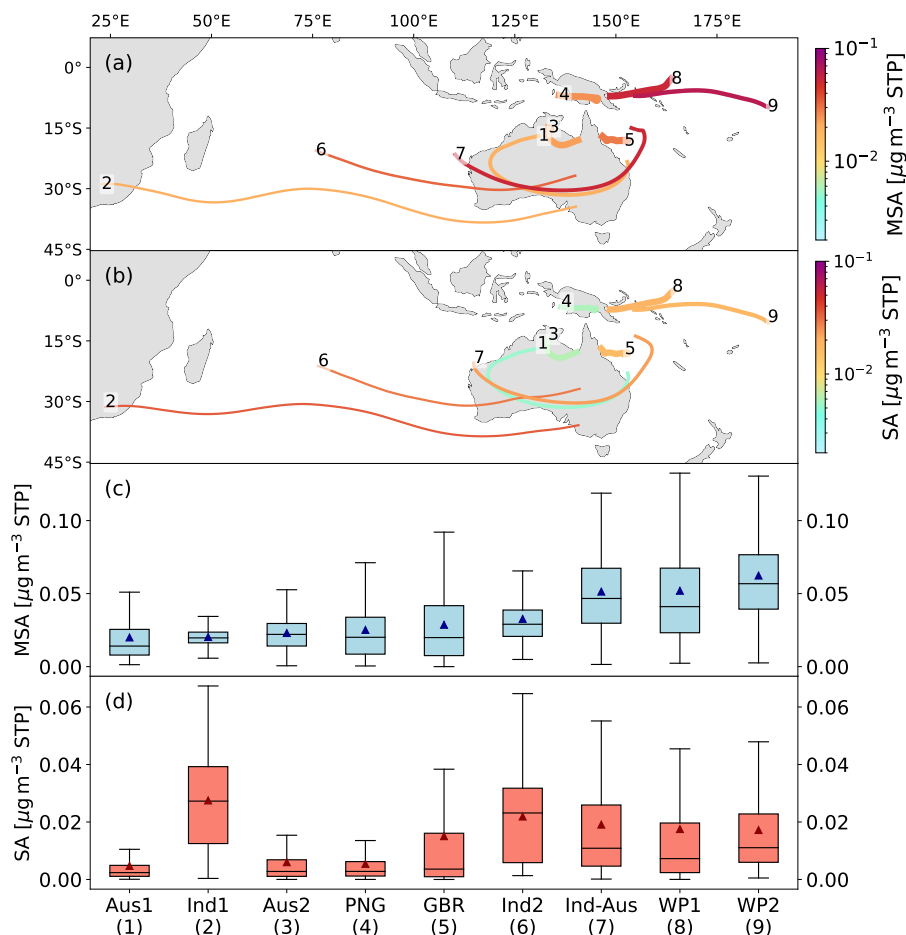 25°E 50°E 75°E 100°E 125°E 150°E 175°E
(a)
0°
15°S
30°S
45°S
1
2
3
4
5
6
7
8
9
10⁻¹
10⁻²
MSA [μg m⁻³ STP]
(b)
0°
15°S
30°S
45°S
1
2
3
4
5
6
7
8
9
10⁻¹
10⁻²
SA [μg m⁻³ STP]
(c)
MSA [μg m⁻³ STP]
0.10 0.10
0.05 0.05
0.00 0.00
(d)
SA [μg m⁻³ STP]
0.06 0.06
0.04 0.04
0.02 0.02
0.00 0.00
Aus1 Ind1 Aus2 PNG GBR Ind2 Ind-Aus WP1 WP2
(1) (2) (3) (4) (5) (6) (7) (8) (9)